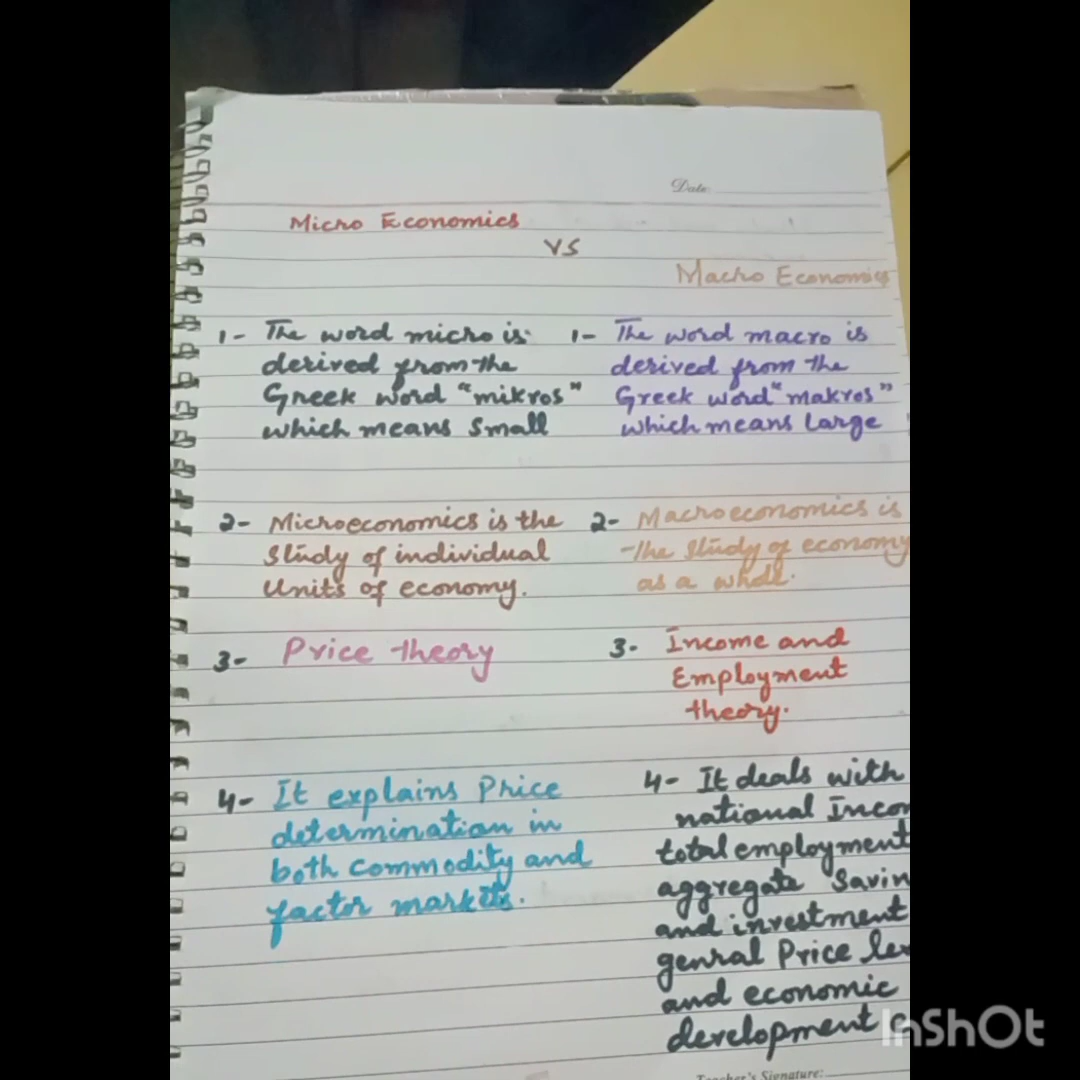 Date:
Micro Economics
VS
Macro Economics
1- The word micro is
derived from the
Greek word "mikros"
which means Small
1- The word macro is
derived from the
Greek word "makros"
which means Large
2- Microeconomics is the
Study of individual
Units of economy.
2- Macroeconomics is
the Study of economy
as a whole.
3- Price theory
3- Income and
Employment
theory.
4- It explains Price
determination in
both commodity and
factor markets.
4- It deals with
national Incom
total employment
aggregate Savin
and investment
genral Price lev
and economic
development
Teacher's Signature:
InShOt